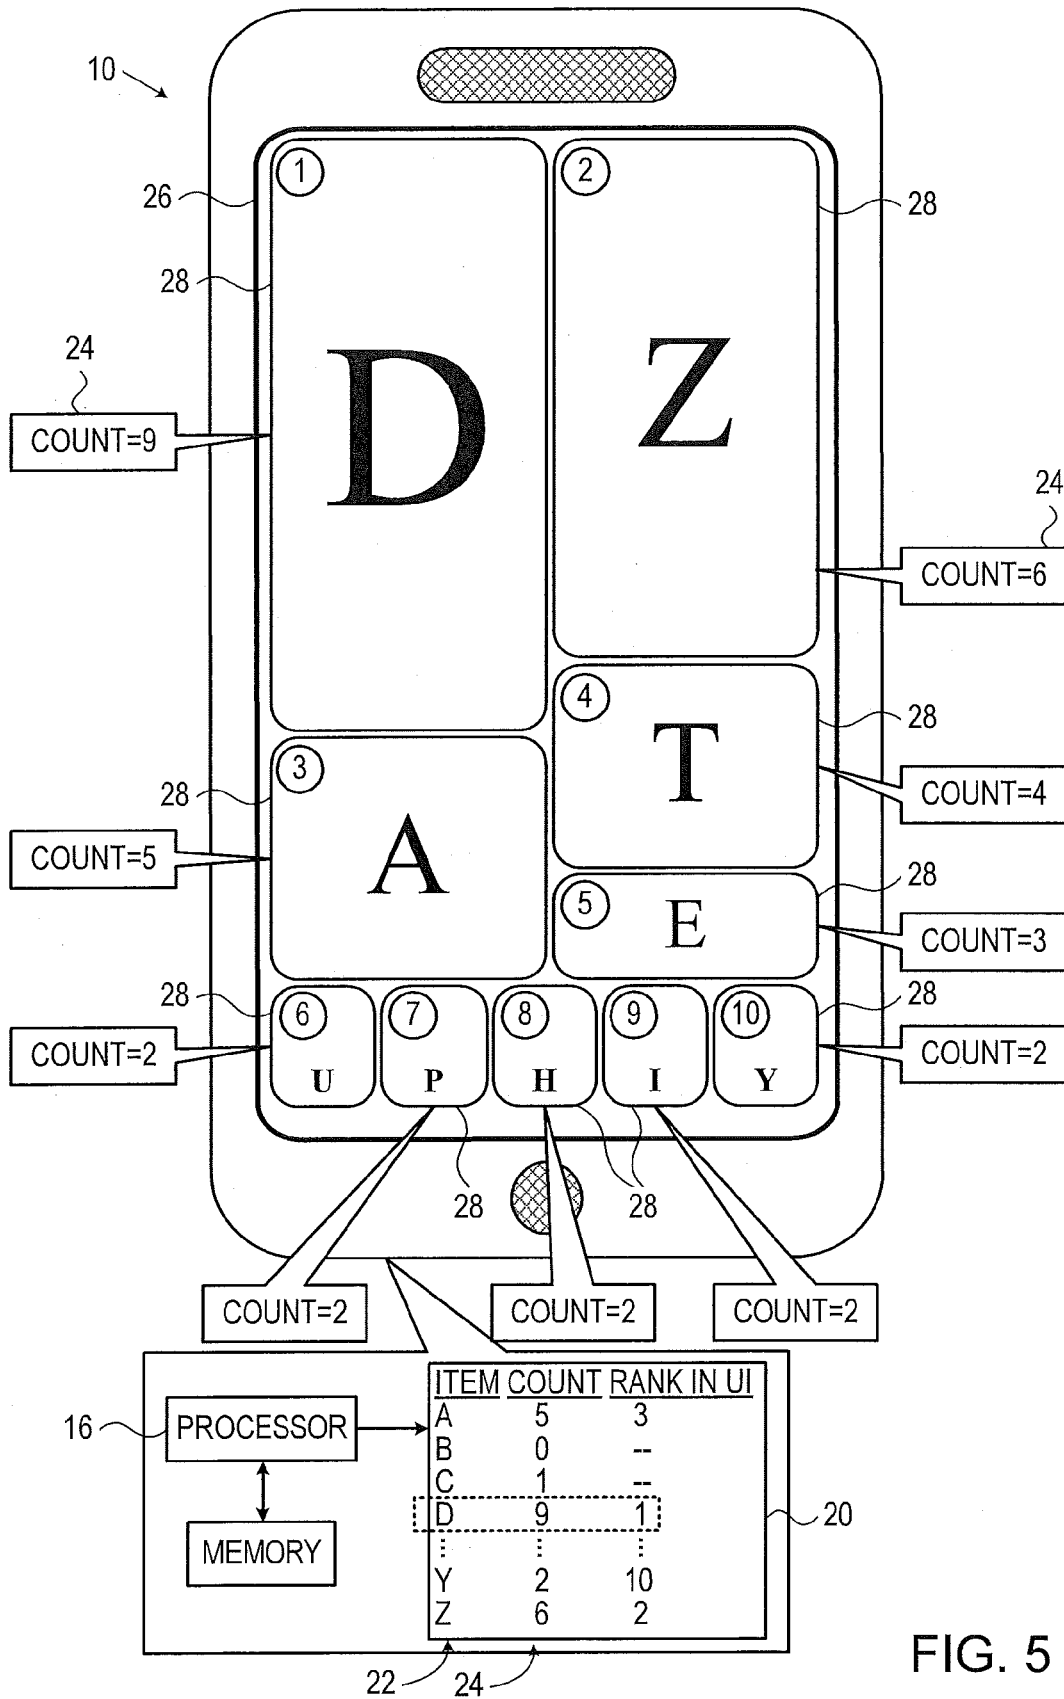 10
1
2
26
28
28
D
Z
24
COUNT=9
24
COUNT=6
4
28
T
3
28
A
COUNT=4
COUNT=5
28
5
E
COUNT=3
28
28
6
7
8
9
10
COUNT=2
COUNT=2
U
P
H
I
Y
28
28
COUNT=2
COUNT=2
COUNT=2
ITEM COUNT RANK IN UI
16
PROCESSOR
A 5 3
B 0 --
C 1 --
D 9 1
20
MEMORY
Y 2 10
Z 6 2
22
24
FIG. 5